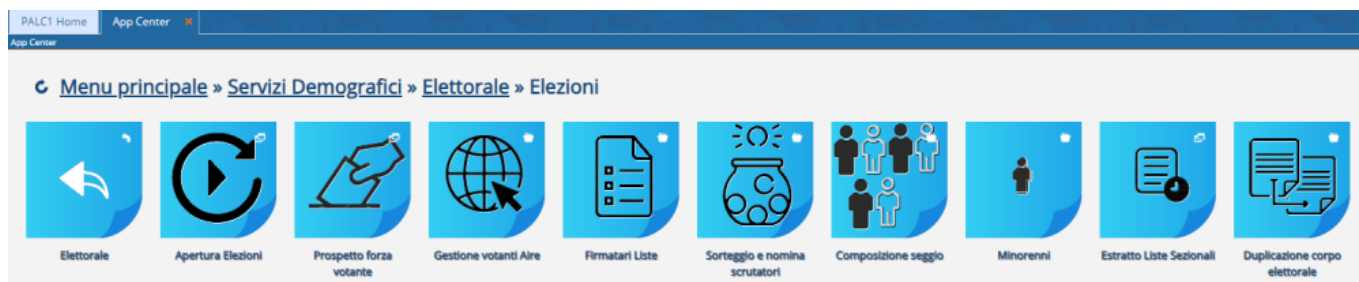 PALC1 Home App Center ×
App Center
Menu principale » Servizi Demografici » Elettorale » Elezioni
Elettorale
Apertura Elezioni
Prospetto forza
votante
Gestione votanti Aire
Firmatari Liste
Sorteggio e nomina
scrutatori
Composizione seggio
Minorenni
Estratto Liste Sezionali
Duplicazione corpo
elettorale